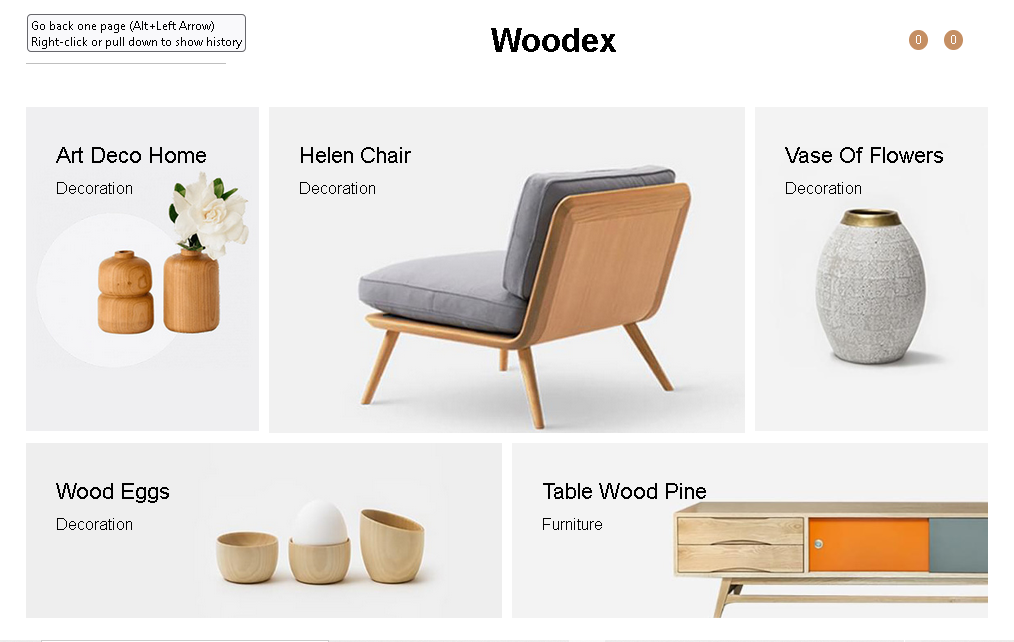 Go back one page (Alt+Left Arrow)
Right-click or pull down to show history
Woodex
0
0
Art Deco Home
Decoration
Helen Chair
Decoration
Vase Of Flowers
Decoration
Wood Eggs
Decoration
Table Wood Pine
Furniture